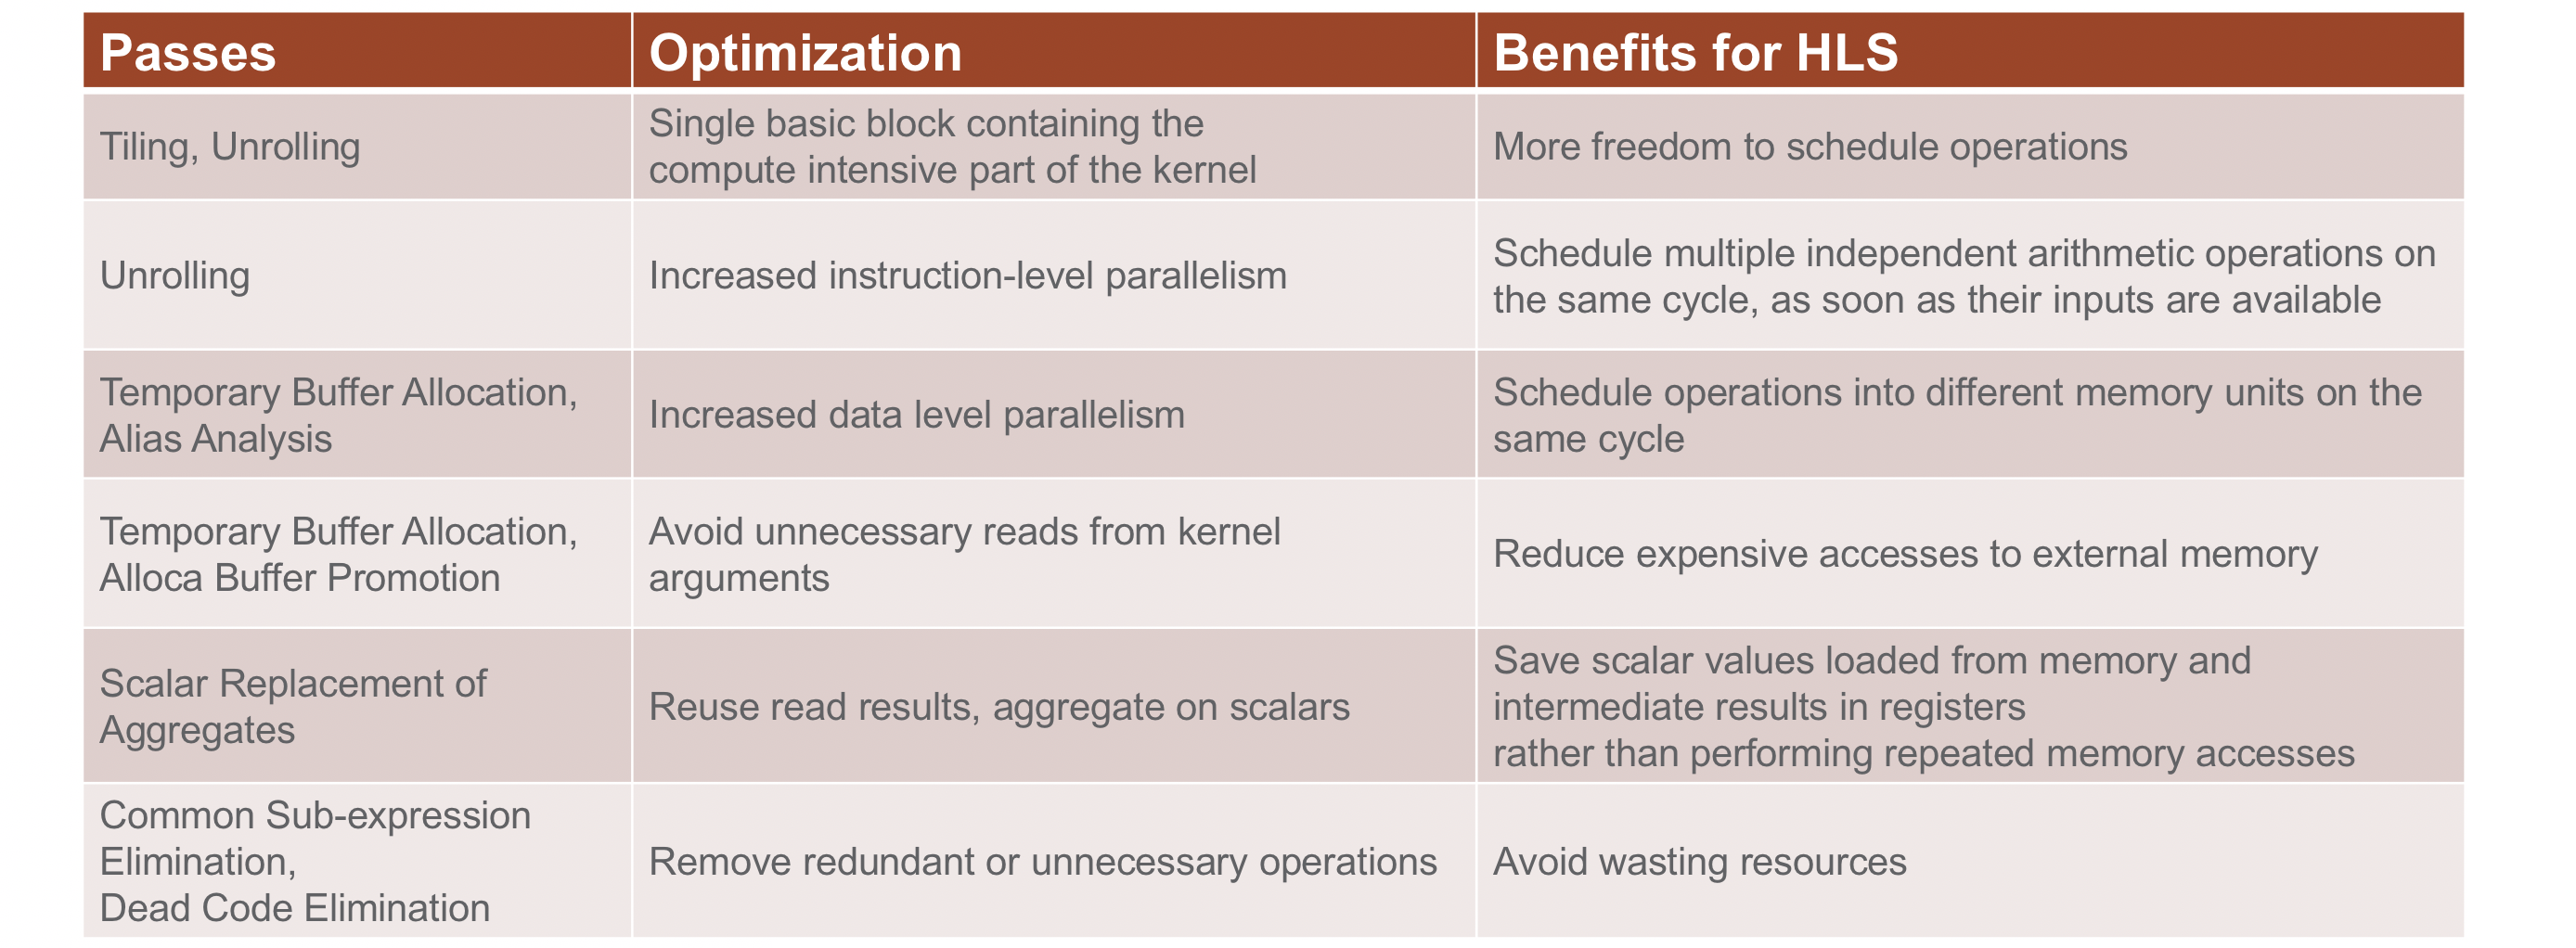 Passes
Optimization
Benefits for HLS
Tiling, Unrolling
Single basic block containing the
compute intensive part of the kernel
More freedom to schedule operations
Unrolling
Increased instruction-level parallelism
Schedule multiple independent arithmetic operations on
the same cycle, as soon as their inputs are available
Temporary Buffer Allocation,
Alias Analysis
Increased data level parallelism
Schedule operations into different memory units on the
same cycle
Temporary Buffer Allocation,
Alloca Buffer Promotion
Avoid unnecessary reads from kernel
arguments
Reduce expensive accesses to external memory
Scalar Replacement of
Aggregates
Reuse read results, aggregate on scalars
Save scalar values loaded from memory and
intermediate results in registers
rather than performing repeated memory accesses
Common Sub-expression
Elimination,
Dead Code Elimination
Remove redundant or unnecessary operations
Avoid wasting resources